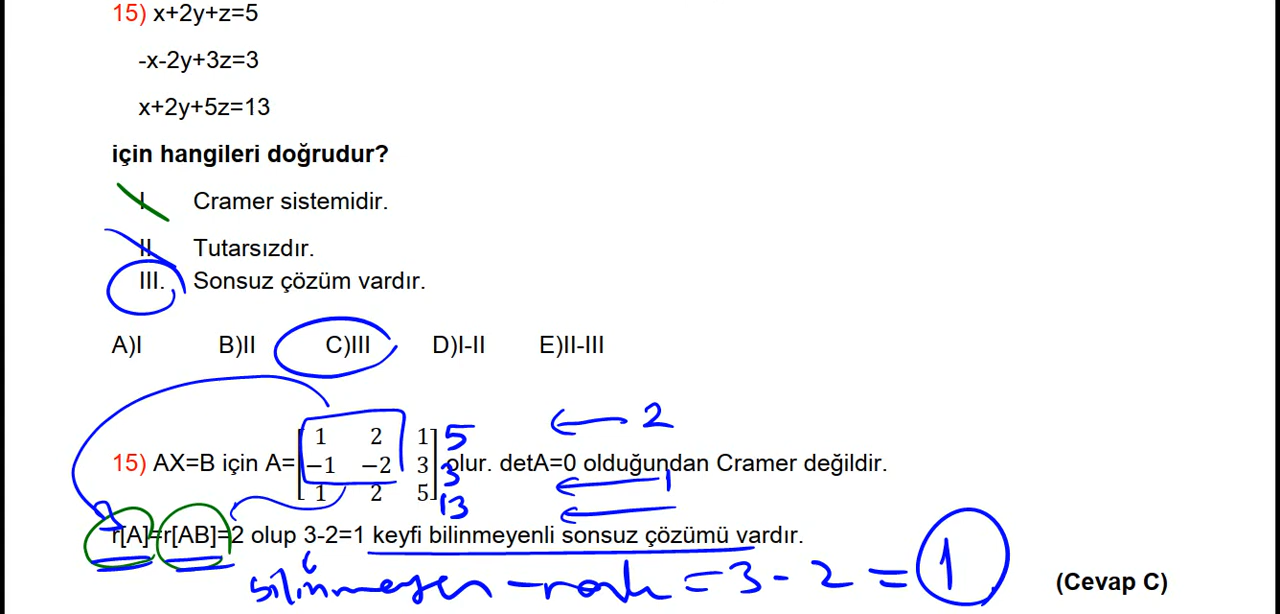 15) x+2y+z=5
-x-2y+3z=3
x+2y+5z=13
için hangileri doğrudur?
I. Cramer sistemidir.
II. Tutarsızdır.
III. Sonsuz çözüm vardır.
A)I B)II C)III D)I-II E)II-III
2
1 2 1 5
15) AX=B için A= −1 −2 3 3 olur. detA=0 olduğundan Cramer değildir. 1
1 2 5 13
2
r[A]=r[AB]=2 olup 3-2=1 keyfi bilinmeyenli sonsuz çözümü vardır.
bilinmeyen - rank = 3 - 2 = 1
(Cevap C)